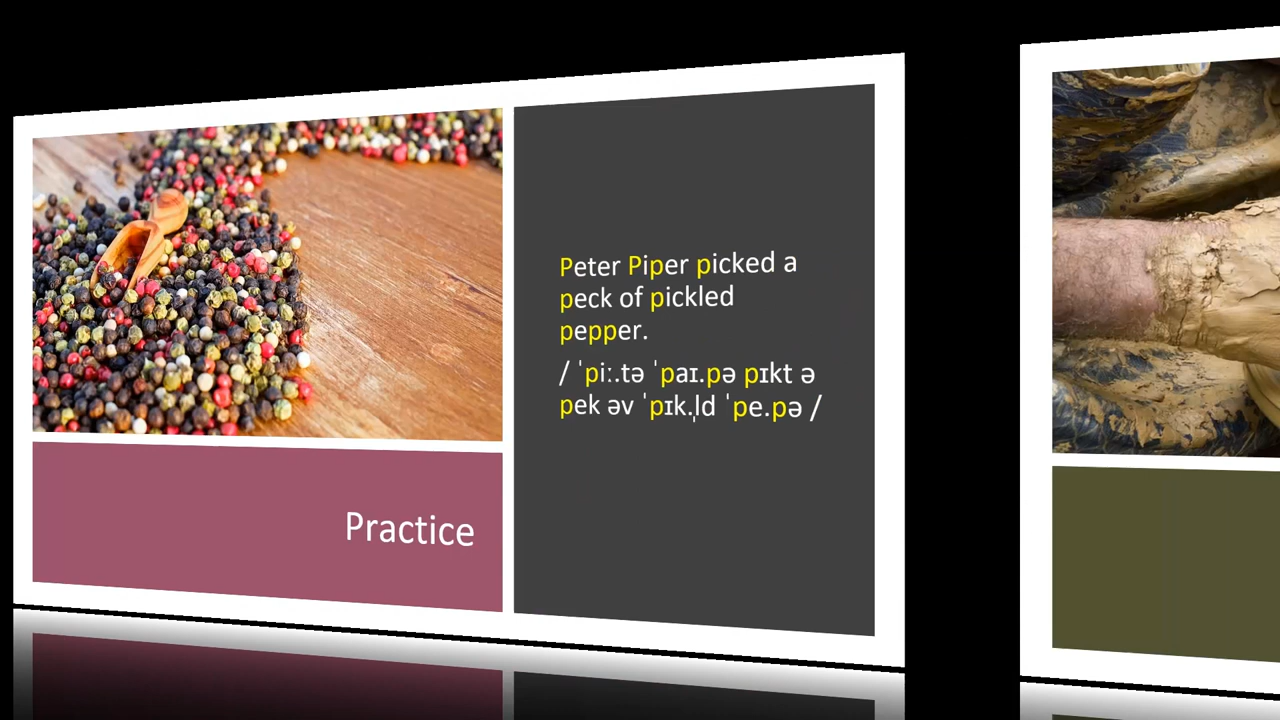 Peter Piper picked a
peck of pickled
pepper.
/ ˈpiː.tə ˈpaɪ.pə pɪkt ə
pek əv ˈpɪk.l̩d ˈpe.pə /
Practice